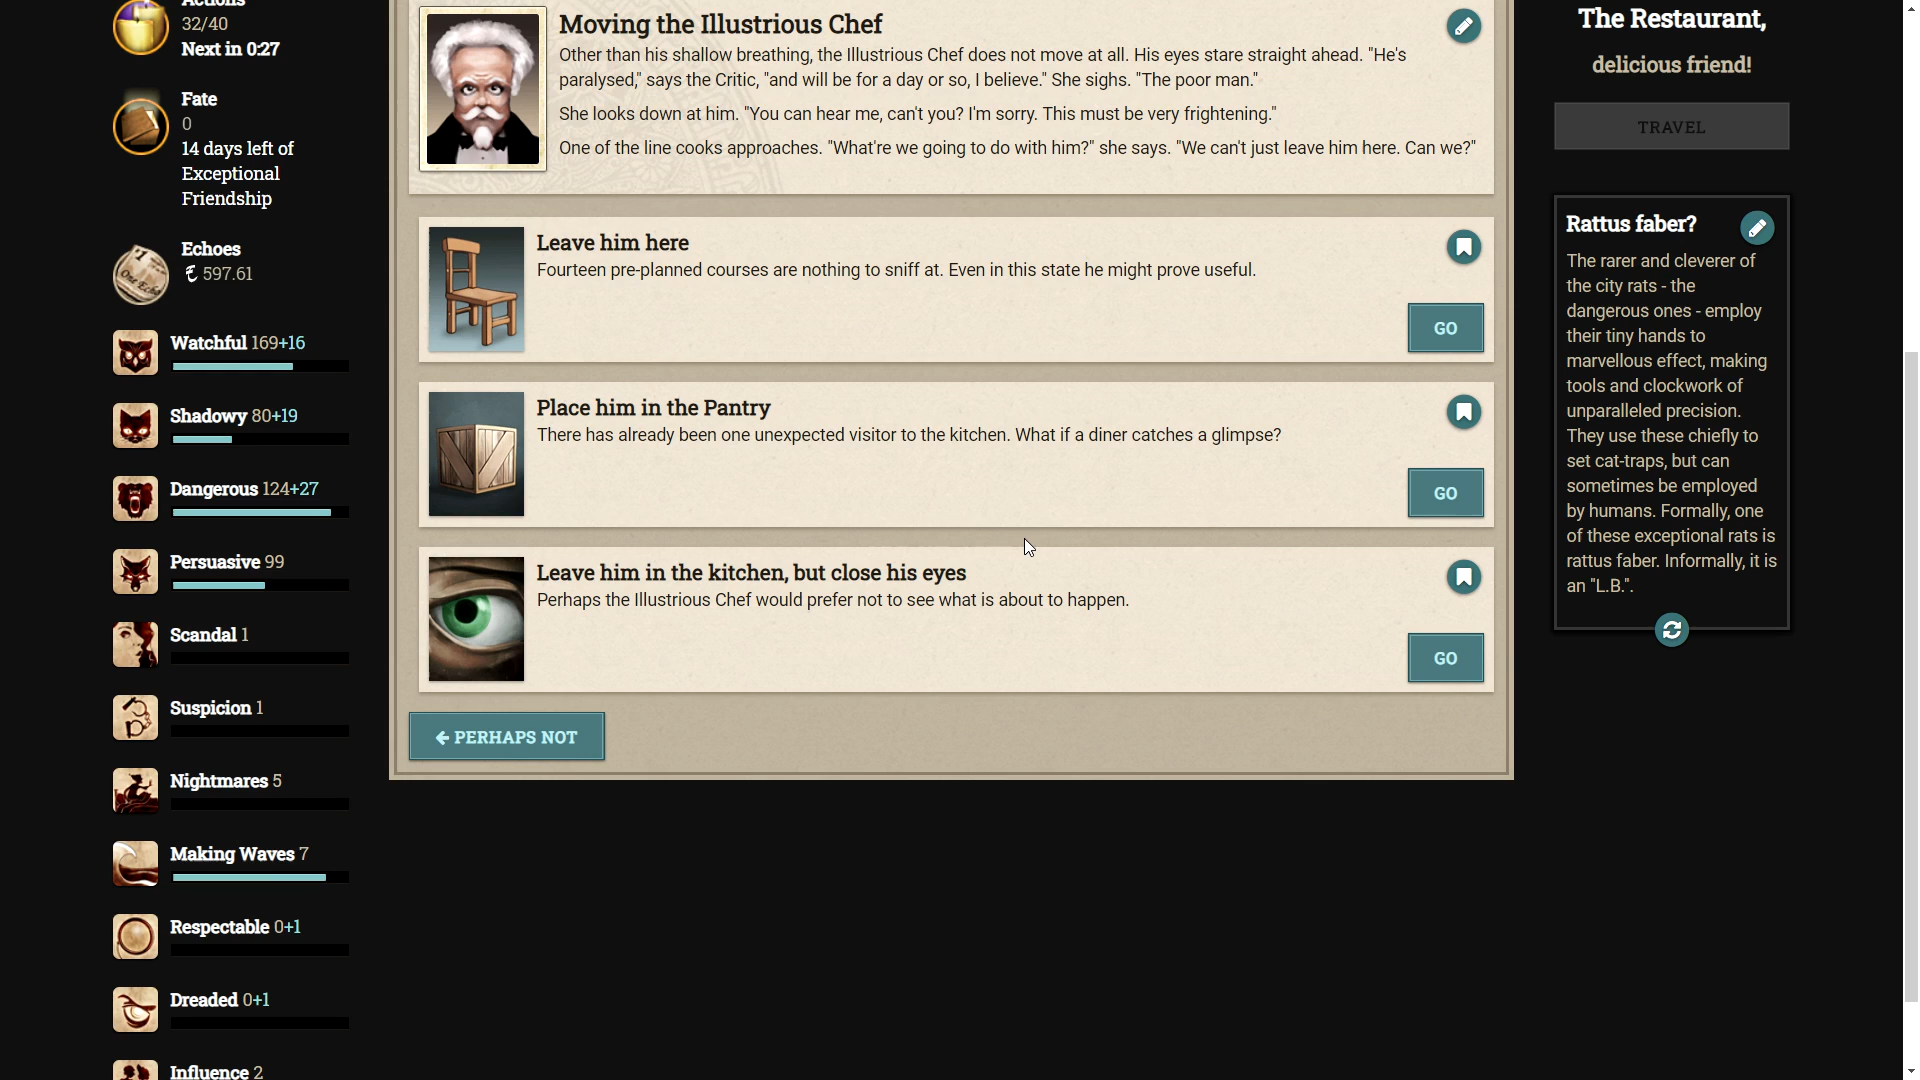 Actions
32/40
Next in 0:27
Fate
0
14 days left of
Exceptional
Friendship
Echoes
597.61
Watchful 169+16
Shadowy 80+19
Dangerous 124+27
Persuasive 99
Scandal 1
Suspicion 1
Nightmares 5
Making Waves 7
Respectable 0+1
Dreaded 0+1
Influence 2
Moving the Illustrious Chef
Other than his shallow breathing, the Illustrious Chef does not move at all. His eyes stare straight ahead. "He's
paralysed," says the Critic, "and will be for a day or so, I believe." She sighs. "The poor man."
She looks down at him. "You can hear me, can't you? I'm sorry. This must be very frightening."
One of the line cooks approaches. "What're we going to do with him?" she says. "We can't just leave him here. Can we?"
Leave him here
Fourteen pre-planned courses are nothing to sniff at. Even in this state he might prove useful.
GO
Place him in the Pantry
There has already been one unexpected visitor to the kitchen. What if a diner catches a glimpse?
GO
Leave him in the kitchen, but close his eyes
Perhaps the Illustrious Chef would prefer not to see what is about to happen.
GO
PERHAPS NOT
The Restaurant,
delicious friend!
TRAVEL
Rattus faber?
The rarer and cleverer of
the city rats - the
dangerous ones - employ
their tiny hands to
marvellous effect, making
tools and clockwork of
unparalleled precision.
They use these chiefly to
set cat-traps, but can
sometimes be employed
by humans. Formally, one
of these exceptional rats is
rattus faber. Informally, it is
an "L.B.".